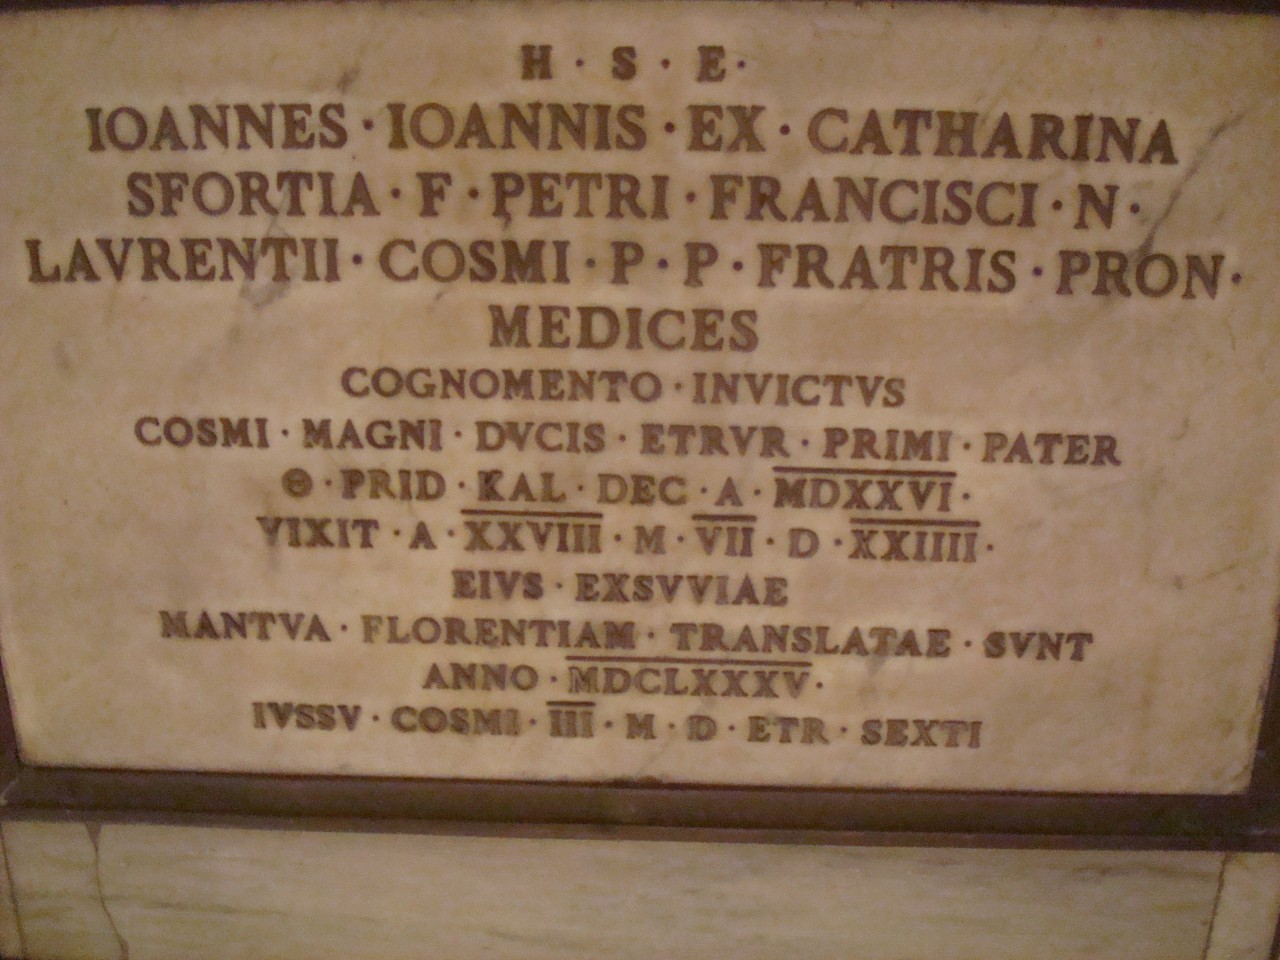 H · S · E ·
IOANNES · IOANNIS · EX · CATHARINA
SFORTIA · F · PETRI · FRANCISCI · N ·
LAVRENTII · COSMI · P · P · FRATRIS · PRON ·
MEDICES
COGNOMENTO · INVICTVS
COSMI · MAGNI · DVCIS · ETRVR · PRIMI · PATER
Θ · PRID · KAL · DEC · A · MDXXVI ·
VIXIT · A · XXVIII · M · VII · D · XXIIII ·
EIVS · EXSVVIAE
MANTVA · FLORENTIAM · TRANSLATAE · SVNT
ANNO · MDCLXXXV ·
IVSSV · COSMI · III · M · D · ETR · SEXTI